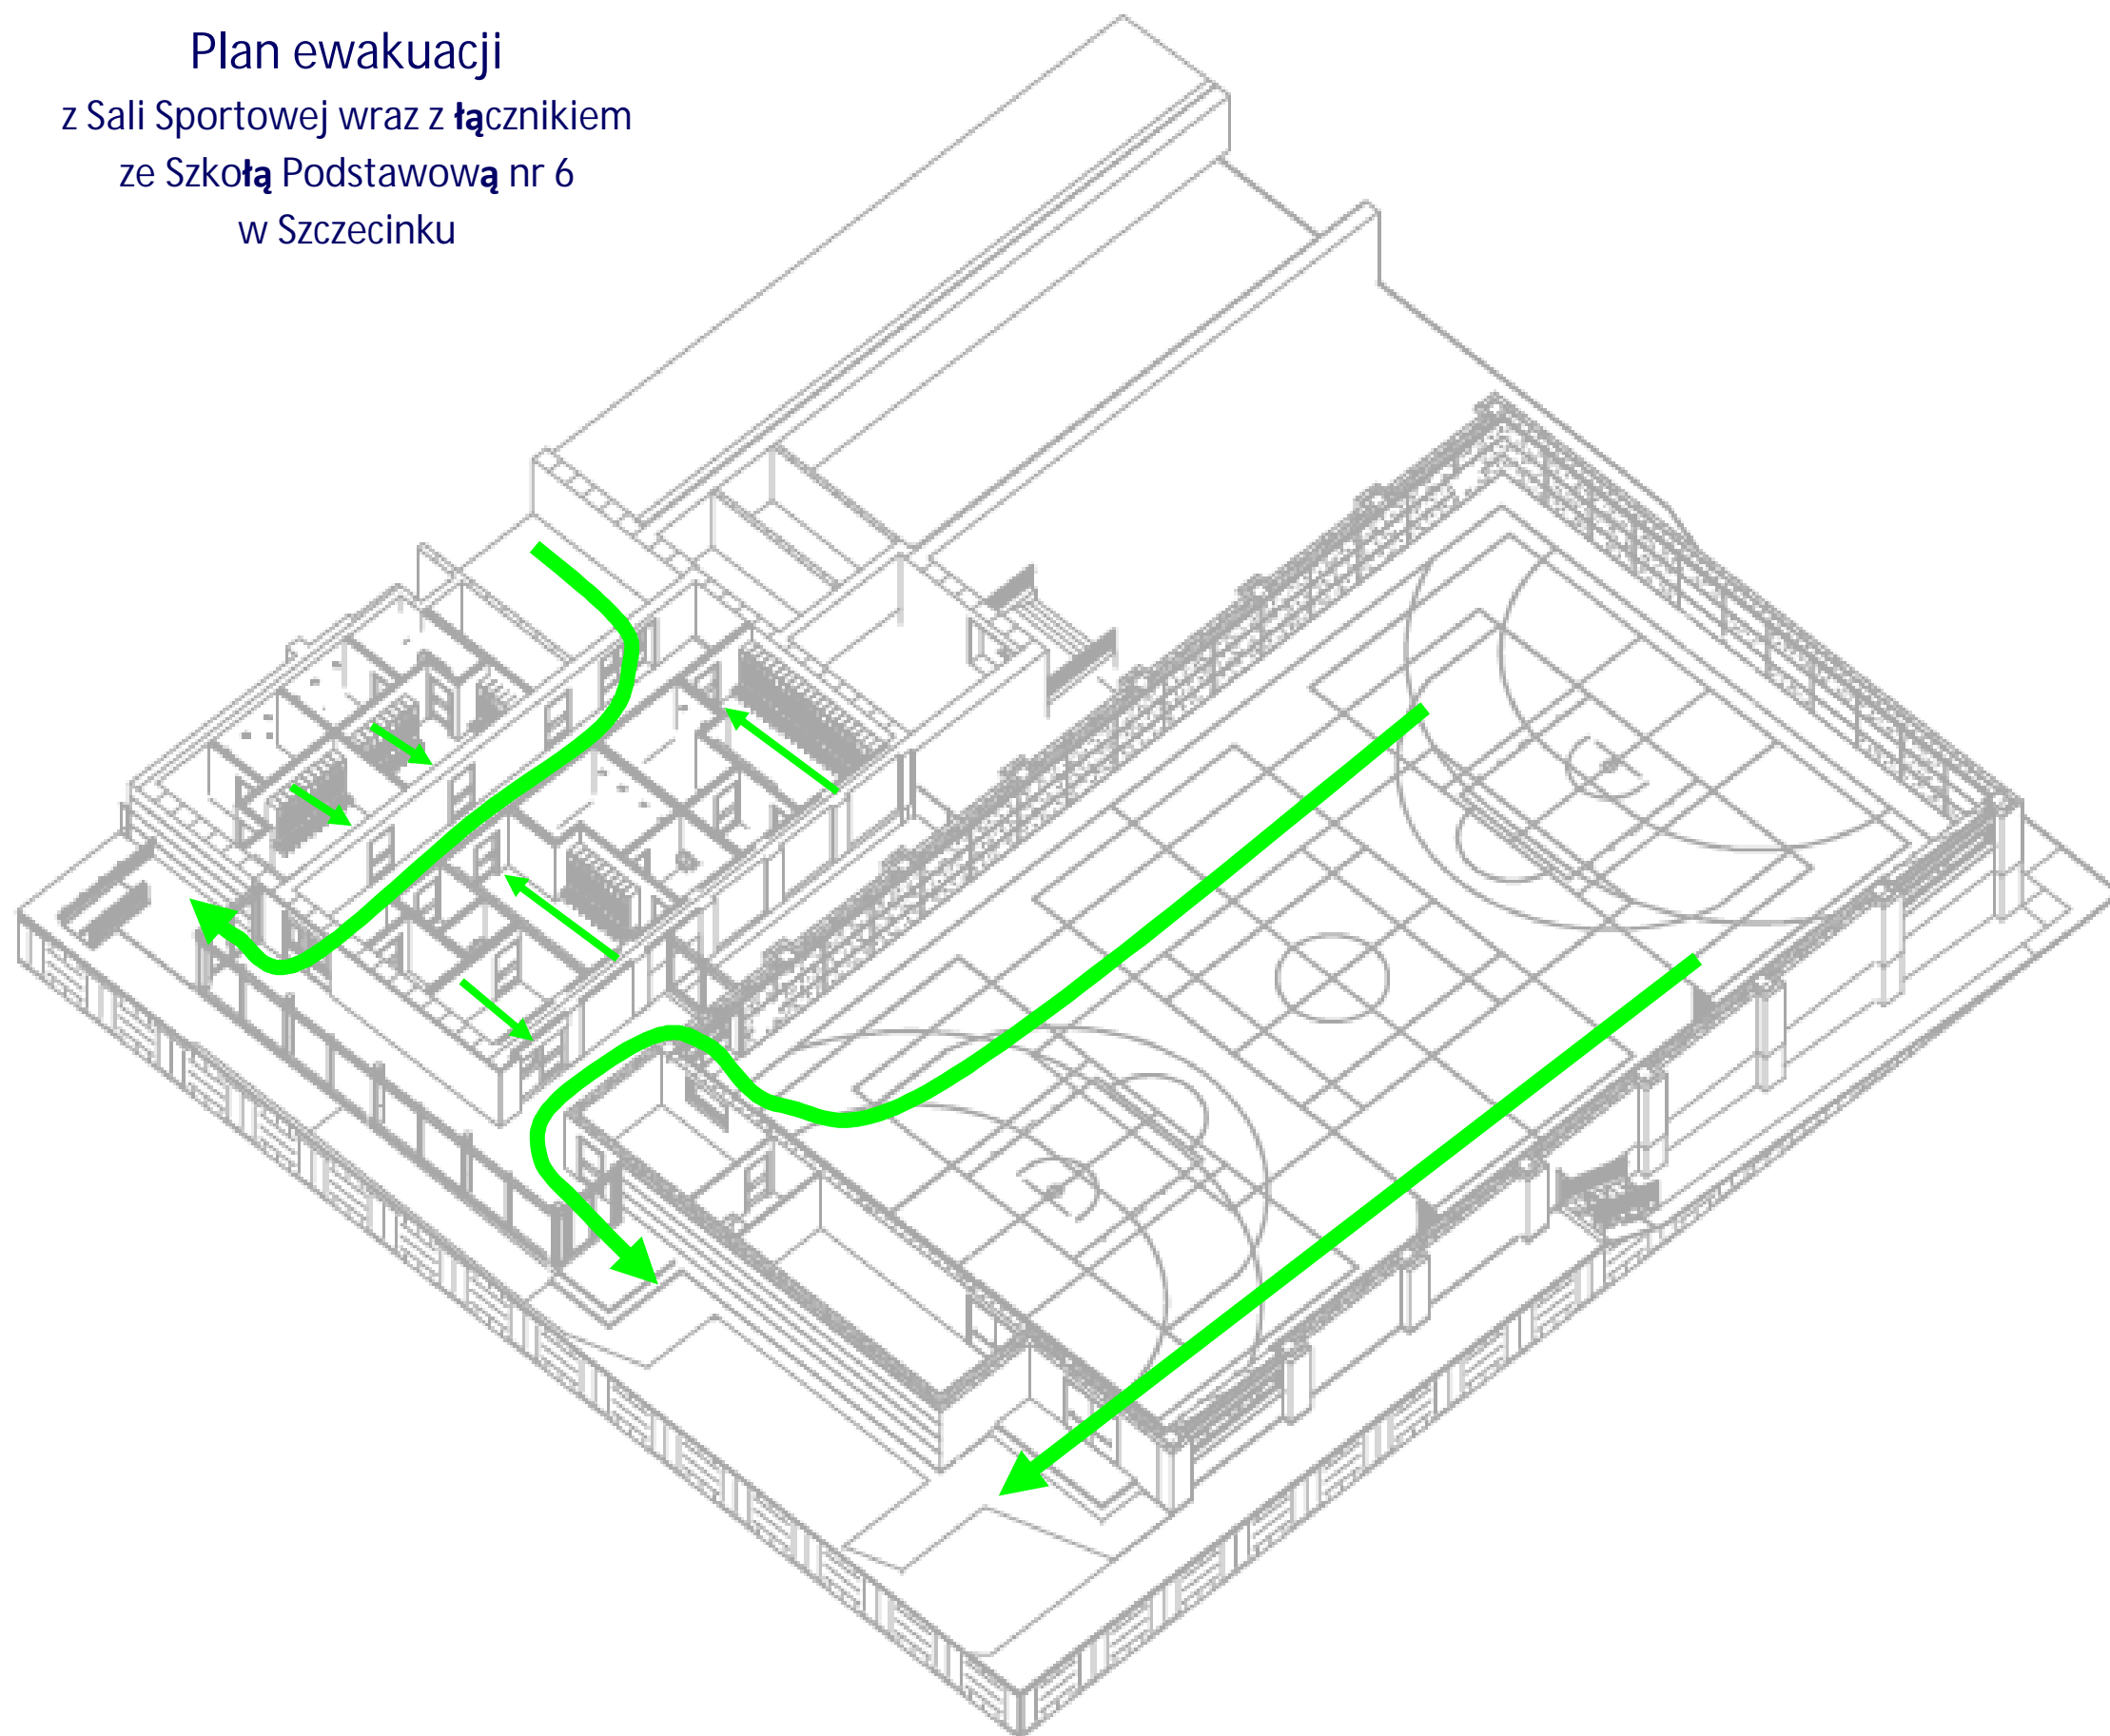 Plan ewakuacji
z Sali Sportowej wraz z łącznikiem
ze Szkołą Podstawową nr 6
w Szczecinku